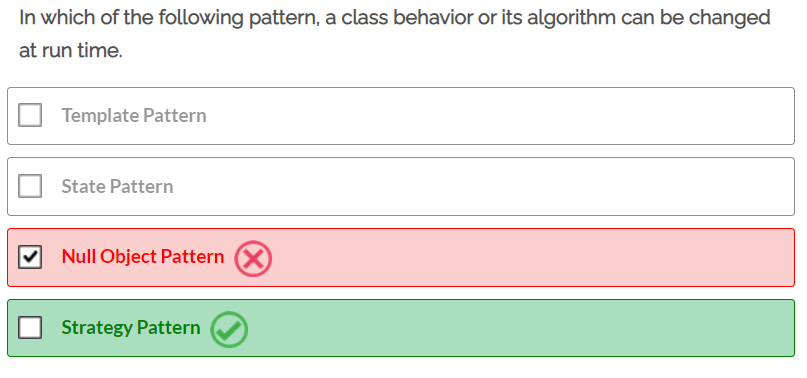 In which of the following pattern, a class behavior or its algorithm can be changed
at run time.
Template Pattern
State Pattern
Null Object Pattern
Strategy Pattern